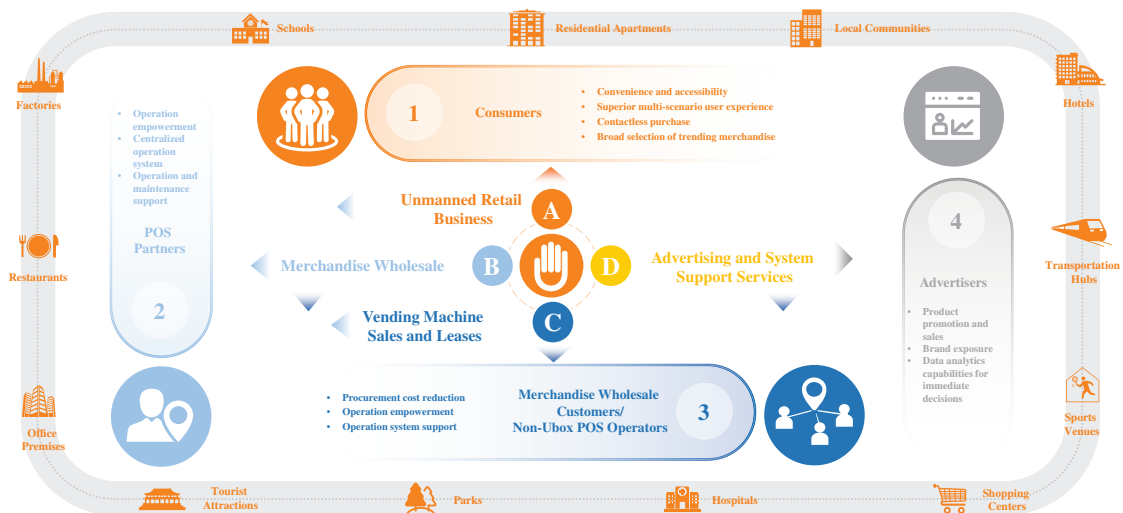 Schools
Residential Apartments
Local Communities
Factories
Hotels
Restaurants
Transportation
Hubs
Office
Premises
Sports
Venues
Tourist
Attractions
Parks
Hospitals
Shopping
Centers
1
Consumers
• Convenience and accessibility
• Superior multi-scenario user experience
• Contactless purchase
• Broad selection of trending merchandise
• Operation
empowerment
• Centralized
operation
system
• Operation and
maintenance
support
POS
Partners
2
Unmanned Retail
Business
A
Merchandise Wholesale
B
D
Advertising and System
Support Services
Vending Machine
Sales and Leases
C
4
Advertisers
• Product
promotion and
sales
• Brand exposure
• Data analytics
capabilities for
immediate
decisions
• Procurement cost reduction
• Operation empowerment
• Operation system support
Merchandise Wholesale
Customers/
Non-Ubox POS Operators
3